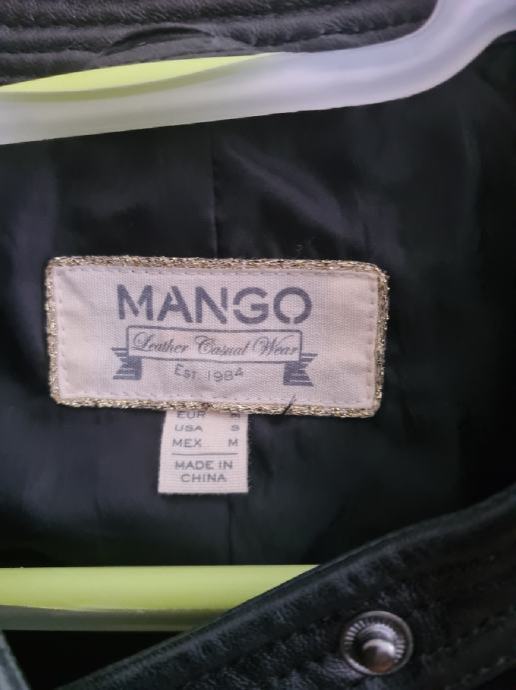 MANGO
Leather Casual Wear
EST 1984
EUR
USA S
MEX M
MADE IN
CHINA